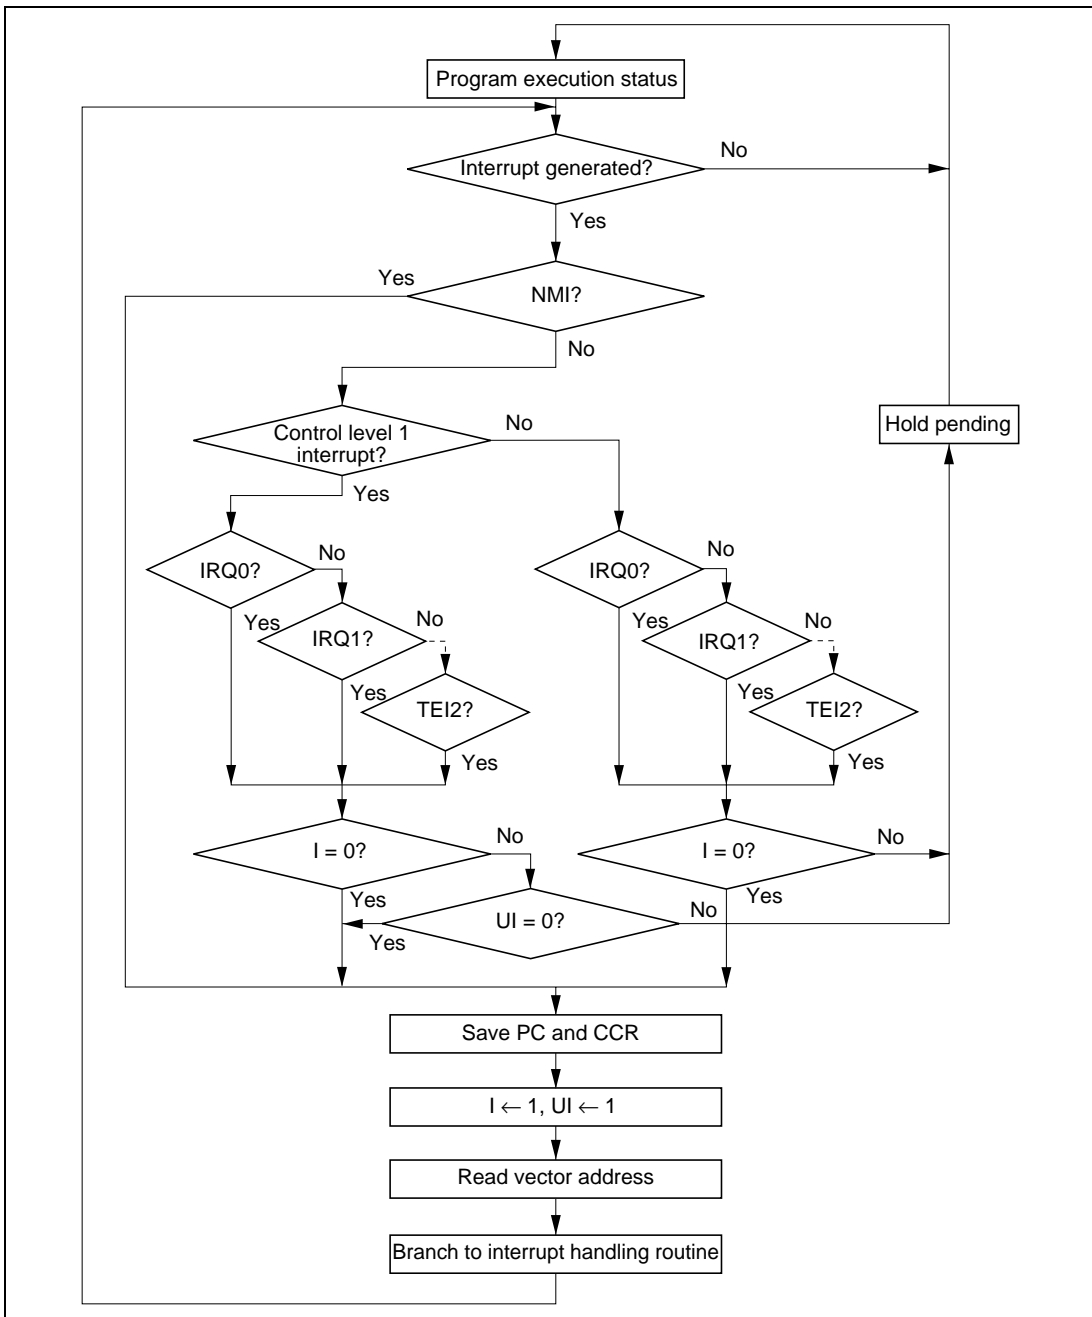 Program execution status
Interrupt generated?
No
Yes
Yes
NMI?
No
Control level 1
interrupt?
No
Hold pending
Yes
IRQ0?
No
IRQ0?
No
Yes
IRQ1?
No
Yes
IRQ1?
No
Yes
TEI2?
Yes
TEI2?
Yes
Yes
I = 0?
No
I = 0?
No
Yes
Yes
UI = 0?
No
Yes
Save PC and CCR
I ← 1, UI ← 1
Read vector address
Branch to interrupt handling routine